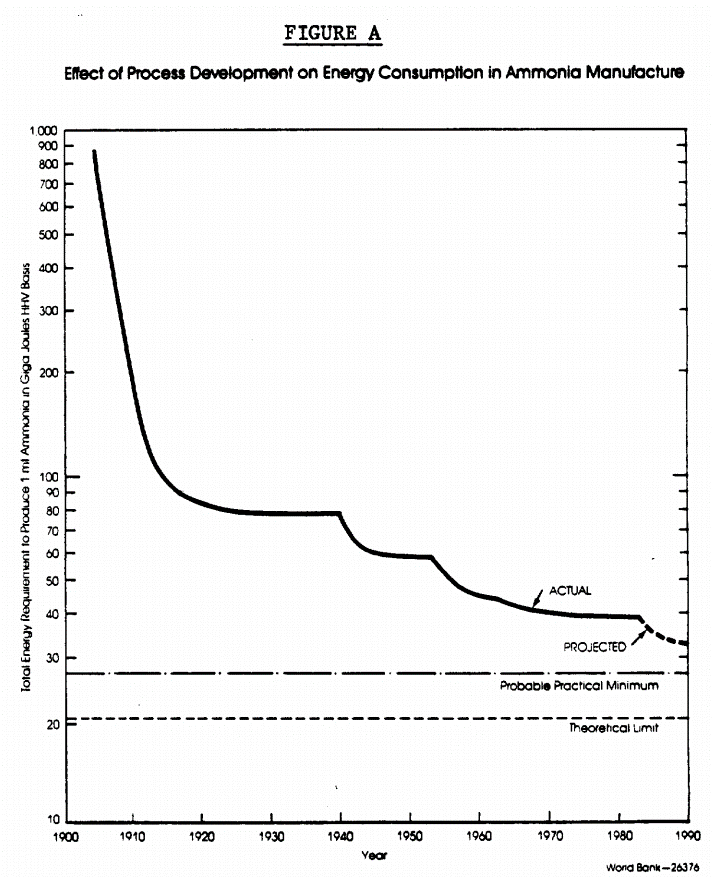 FIGURE A
Effect of Process Development on Energy Consumption in Ammonia Manufacture
Total Energy Requirement to Produce 1 mt Ammonia in Giga Joules HHV Basis
1.000
900
800
700
600
500
400
300
200
100
90
80
70
60
50
40
30
20
10
ACTUAL
PROJECTED
Probable Practical Minimum
Theoretical Limit
1900 1910 1920 1930 1940 1950 1960 1970 1980 1990
Year
World Bank—26376